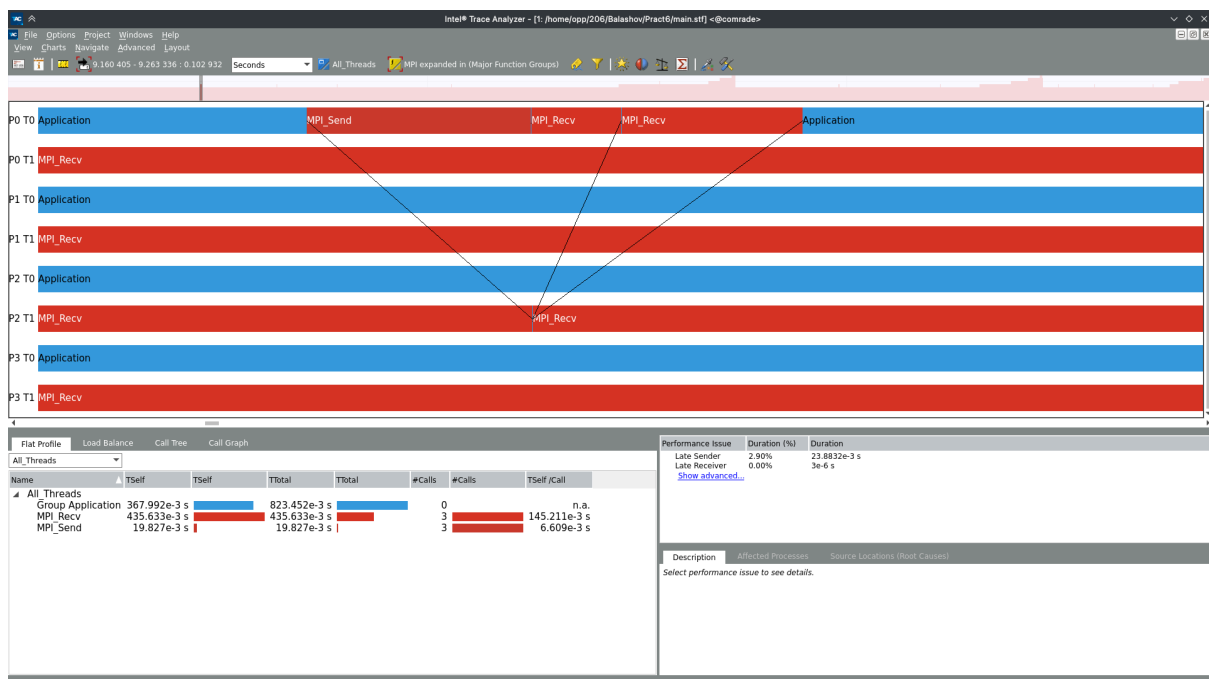 Intel® Trace Analyzer - [1: /home/opp/206/Balashov/Pract6/main.stf] <@comrade>
File Options Project Windows Help
View Charts Navigate Advanced Layout
9.160 405 - 9.263 336 : 0.102 932 Seconds All_Threads MPI expanded in (Major Function Groups)
P0 T0 Application MPI_Send MPI_Recv MPI_Recv Application
P0 T1 MPI_Recv
P1 T0 Application
P1 T1 MPI_Recv
P2 T0 Application
P2 T1 MPI_Recv MPI_Recv
P3 T0 Application
P3 T1 MPI_Recv
Flat Profile Load Balance Call Tree Call Graph
All_Threads
Name TSelf TSelf TTotal TTotal #Calls #Calls TSelf /Call
All_Threads
Group Application 367.992e-3 s 823.452e-3 s 0 n.a.
MPI_Recv 435.633e-3 s 435.633e-3 s 3 145.211e-3 s
MPI_Send 19.827e-3 s 19.827e-3 s 3 6.609e-3 s
Performance Issue Duration (%) Duration
Late Sender 2.90% 23.8832e-3 s
Late Receiver 0.00% 3e-6 s
Show advanced...
Description Affected Processes Source Locations (Root Causes)
Select performance issue to see details.